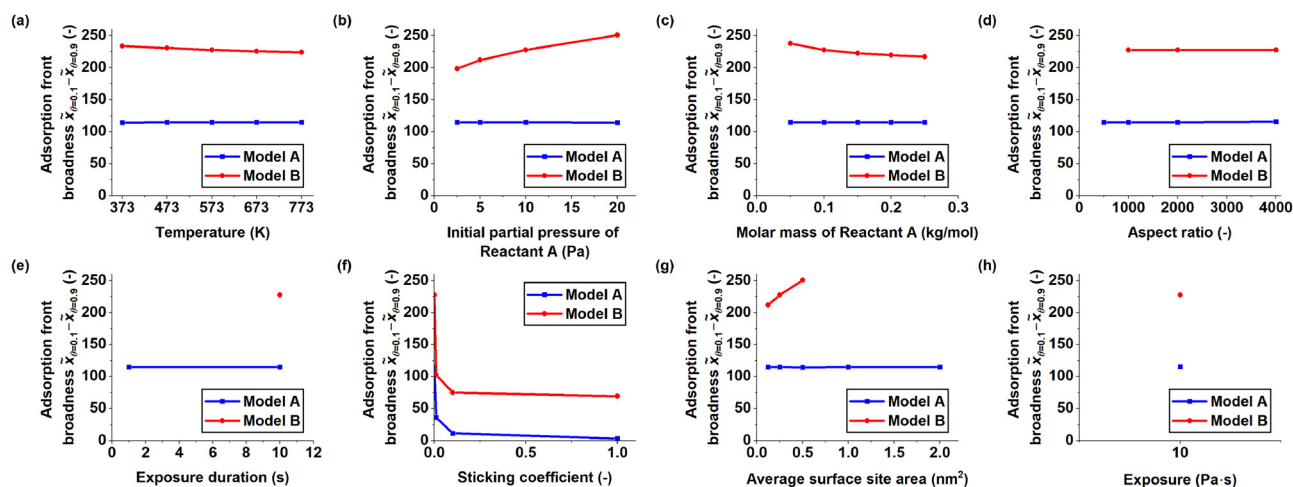 (a)
Adsorption front
broadness x̃θ=0.1−x̃θ=0.9 (-)
250
200
150
100
50
0
Model A
Model B
373 473 573 673 773
Temperature (K)
(b)
Adsorption front
broadness x̃θ=0.1−x̃θ=0.9 (-)
250
200
150
100
50
0
Model A
Model B
0 5 10 15 20
Initial partial pressure of
Reactant A (Pa)
(c)
Adsorption front
broadness x̃θ=0.1−x̃θ=0.9 (-)
250
200
150
100
50
0
Model A
Model B
0.0 0.1 0.2 0.3
Molar mass of Reactant A (kg/mol)
(d)
Adsorption front
broadness x̃θ=0.1−x̃θ=0.9 (-)
250
200
150
100
50
0
Model A
Model B
0 1000 2000 3000 4000
Aspect ratio (-)
(e)
Adsorption front
broadness x̃θ=0.1−x̃θ=0.9 (-)
250
200
150
100
50
0
Model A
Model B
0 2 4 6 8 10 12
Exposure duration (s)
(f)
Adsorption front
broadness x̃θ=0.1−x̃θ=0.9 (-)
250
200
150
100
50
0
Model A
Model B
0.0 0.5 1.0
Sticking coefficient (-)
(g)
Adsorption front
broadness x̃θ=0.1−x̃θ=0.9 (-)
250
200
150
100
50
0
Model A
Model B
0.0 0.5 1.0 1.5 2.0
Average surface site area (nm²)
(h)
Adsorption front
broadness x̃θ=0.1−x̃θ=0.9 (-)
250
200
150
100
50
0
Model A
Model B
10
Exposure (Pa·s)